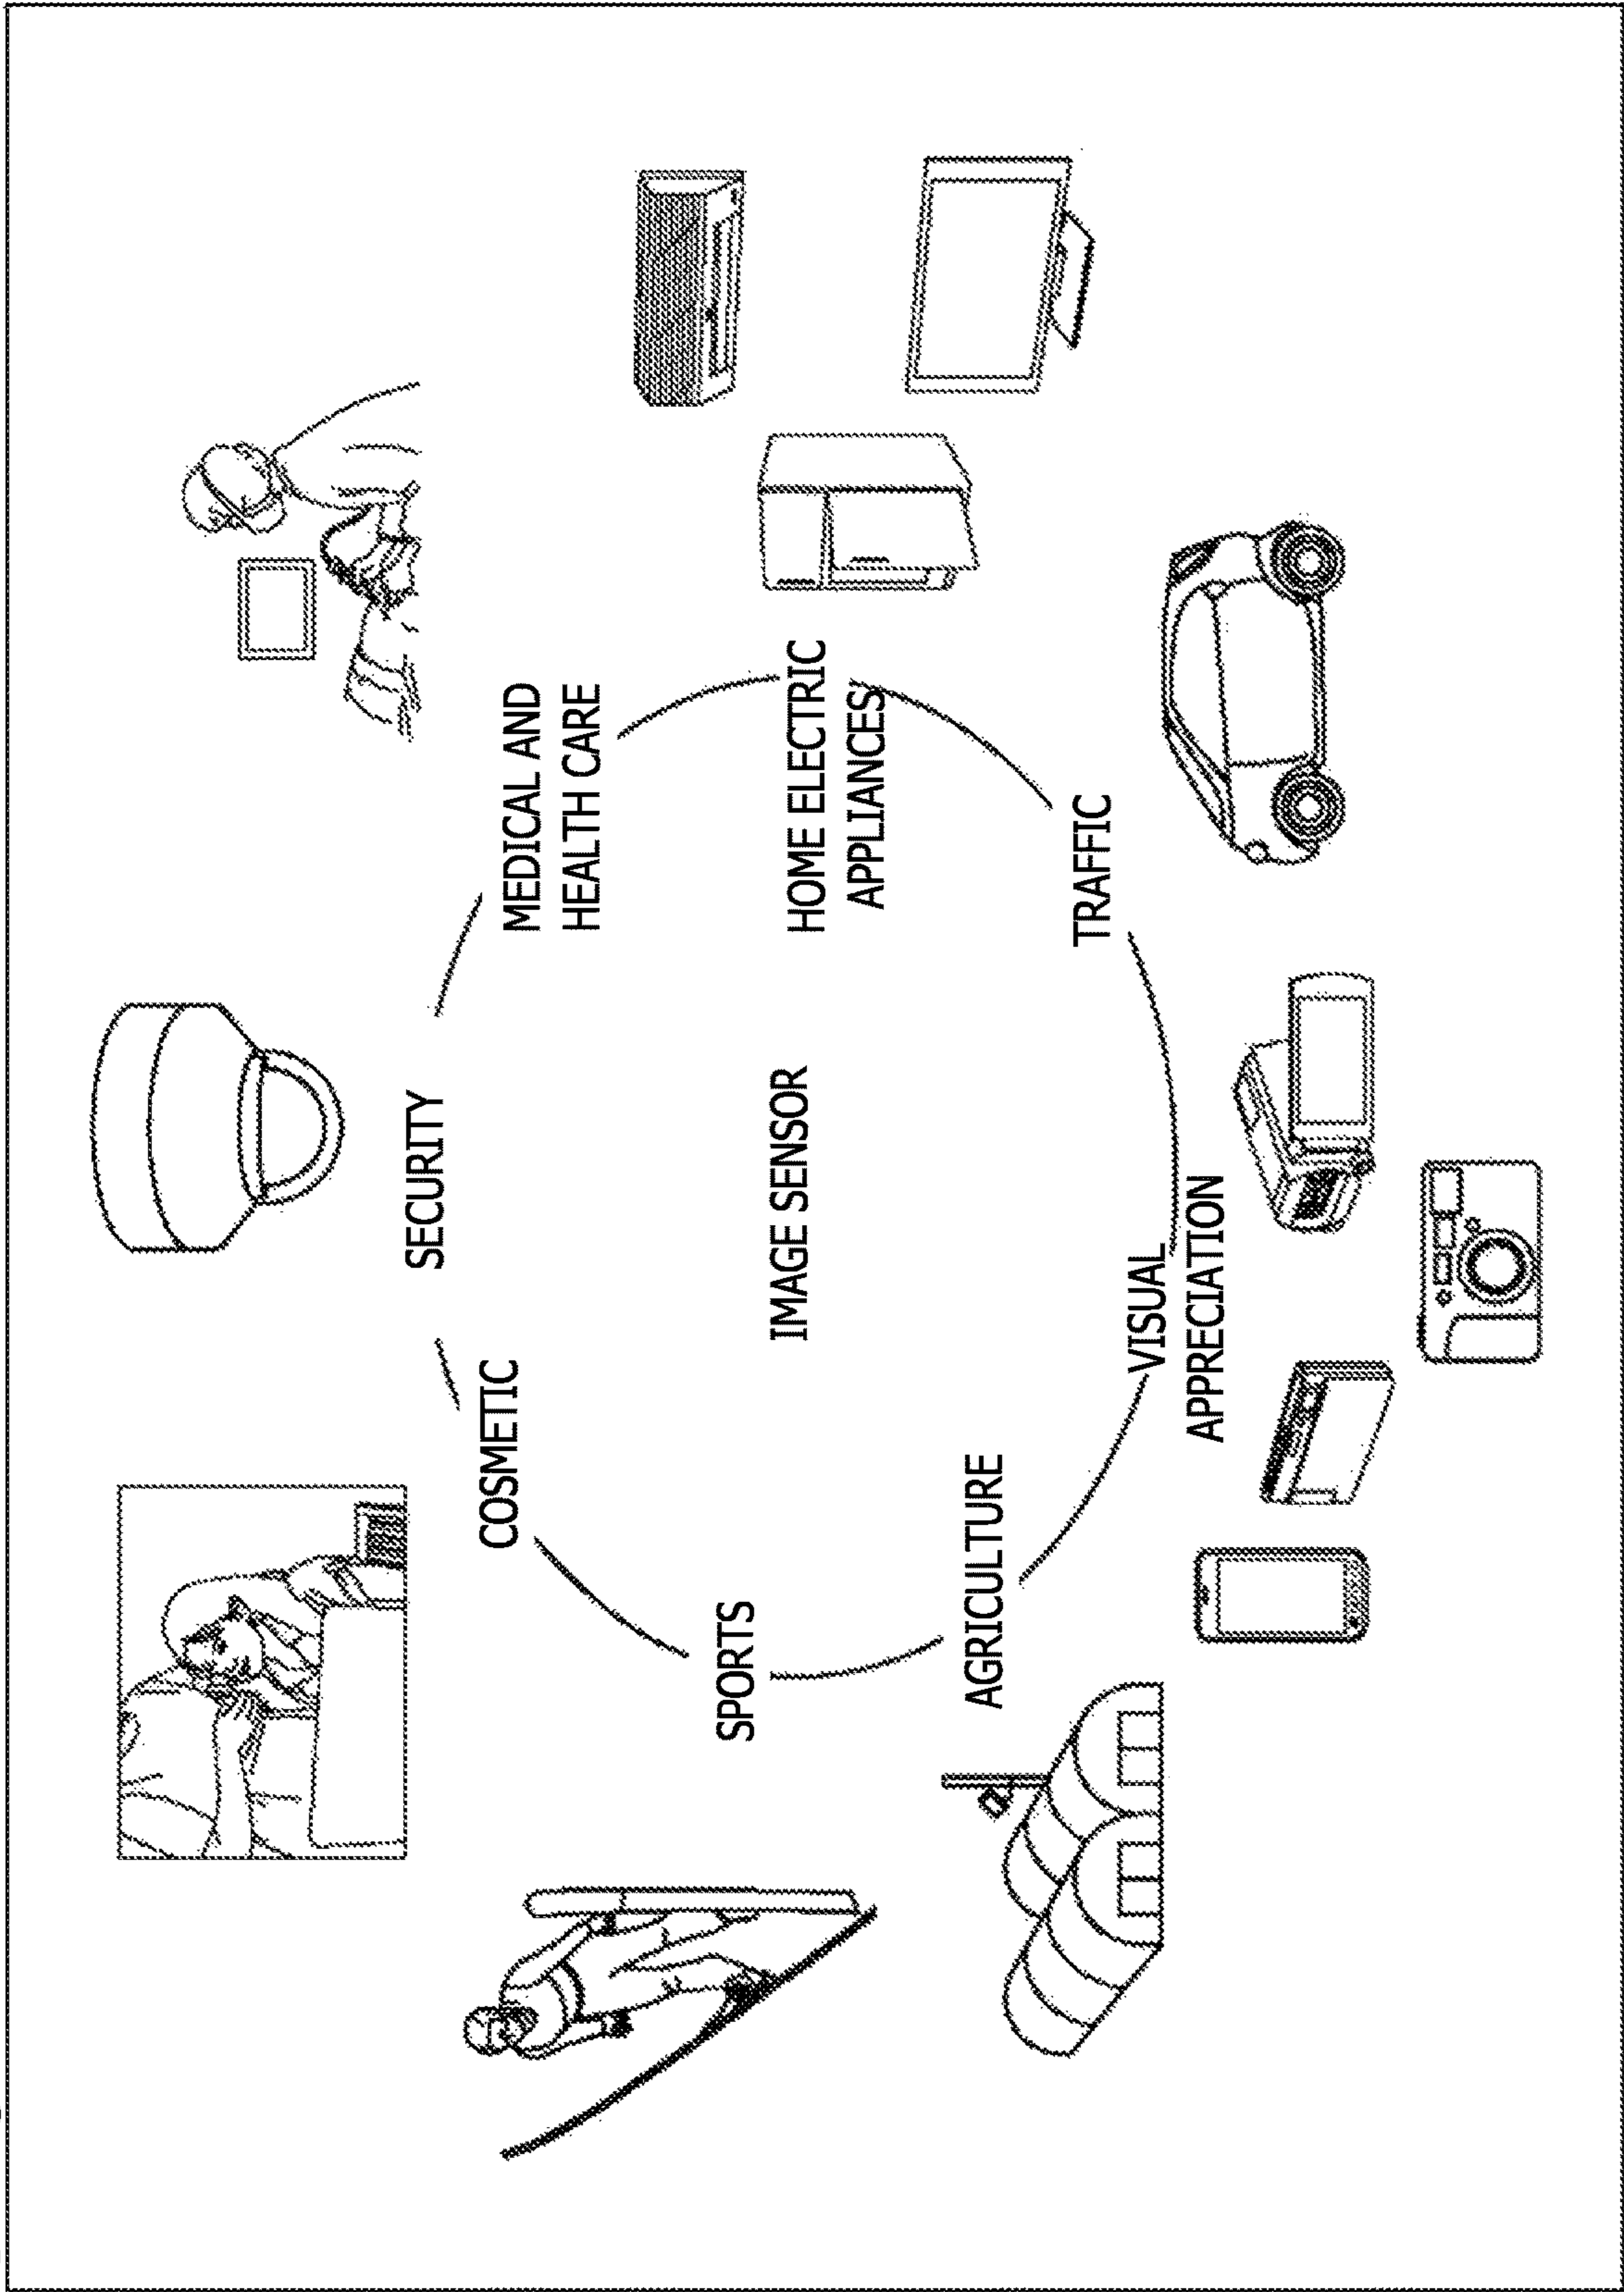 SECURITY
COSMETIC
MEDICAL AND
HEALTH CARE
SPORTS
IMAGE SENSOR
HOME ELECTRIC
APPLIANCES
AGRICULTURE
TRAFFIC
VISUAL
APPRECIATION